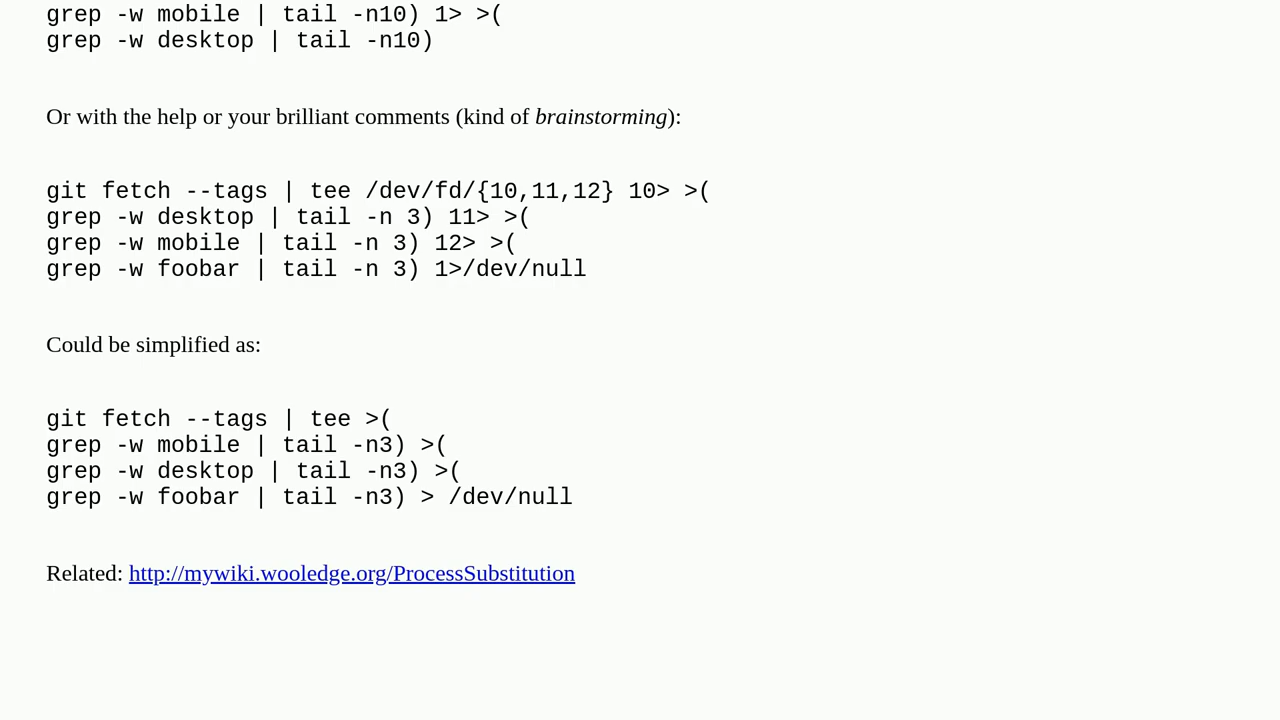 grep -w mobile | tail -n10) 1> >(
grep -w desktop | tail -n10)
Or with the help or your brilliant comments (kind of brainstorming):
git fetch --tags | tee /dev/fd/{10,11,12} 10> >(
grep -w desktop | tail -n 3) 11> >(
grep -w mobile | tail -n 3) 12> >(
grep -w foobar | tail -n 3) 1>/dev/null
Could be simplified as:
git fetch --tags | tee >(
grep -w mobile | tail -n3) >(
grep -w desktop | tail -n3) >(
grep -w foobar | tail -n3) > /dev/null
Related: http://mywiki.wooledge.org/ProcessSubstitution